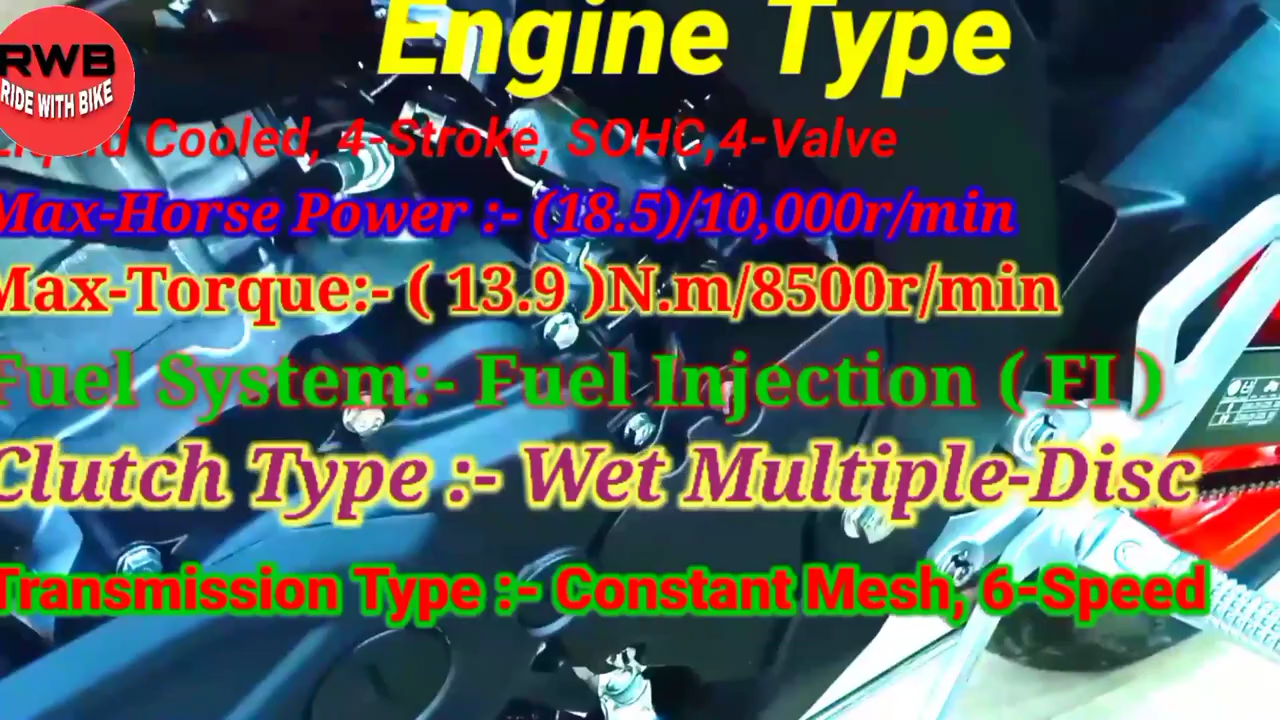 RWB
RIDE WITH BIKE
Engine Type
Liquid Cooled, 4-Stroke, SOHC,4-Valve
Max-Horse Power :- (18.5)/10,000r/min
Max-Torque:- ( 13.9 )N.m/8500r/min
Fuel System:- Fuel Injection ( FI )
Clutch Type :- Wet Multiple-Disc
Transmission Type :- Constant Mesh, 6-Speed